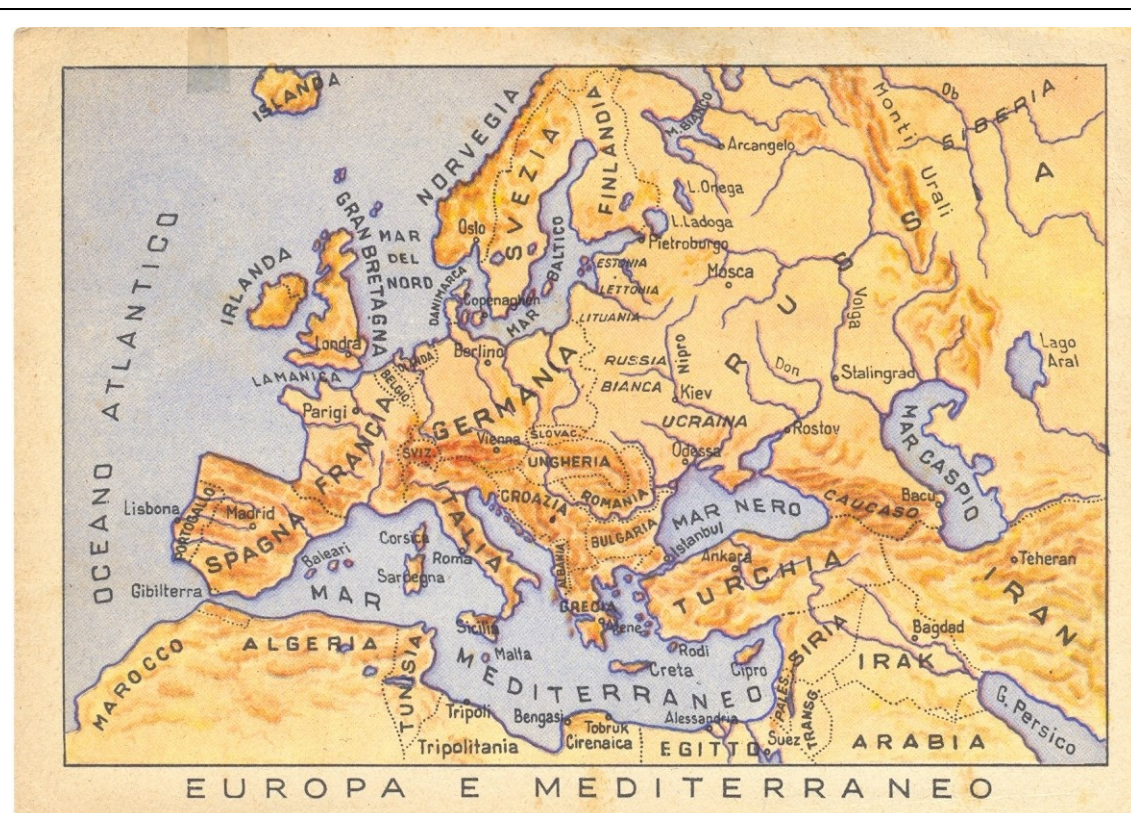 ISLANDA
NORVEGIA
SVEZIA
FINLANDIA
M. BIANCO
Arcangelo
Monti Urali
Ob
SIBERIA
RUSSIA
L. Onega
L. Ladoga
Pietroburgo
Oslo
GRAN BRETAGNA
MAR
DEL
NORD
IRLANDA
OCEANO ATLANTICO
DANIMARCA
Copenaghen
MAR BALTICO
ESTONIA
LETTONIA
LITUANIA
Mosca
Volga
Londra
LAMANICA
OLANDA
BELGIO
Berlino
GERMANIA
RUSSIA
BIANCA
Nipro
Kiev
Don
Stalingrad
Lago
Aral
Parigi
FRANCIA
UCRAINA
Rostov
Vienna
SLOVAC.
SVIZ.
UNGHERIA
Odessa
MAR CASPIO
CROAZIA
ROMANIA
MAR NERO
CAUCASO
Bacu
Lisbona
PORTOGALLO
Madrid
SPAGNA
Baleari
Corsica
ITALIA
Roma
Sardegna
BULGARIA
ALBANIA
Istanbul
Ankara
TURCHIA
Teheran
IRAN
Gibilterra
MAR MEDITERRANEO
GRECIA
Atene
Sicilia
Malta
Rodi
Creta
Cipro
SIRIA
Bagdad
IRAK
MAROCCO
ALGERIA
TUNISIA
Tripoli
Tripolitania
Bengasi
Tobruk
Cirenaica
Alessandria
EGITTO
Suez
PALES.
TRANSG.
ARABIA
G. Persico
EUROPA E MEDITERRANEO